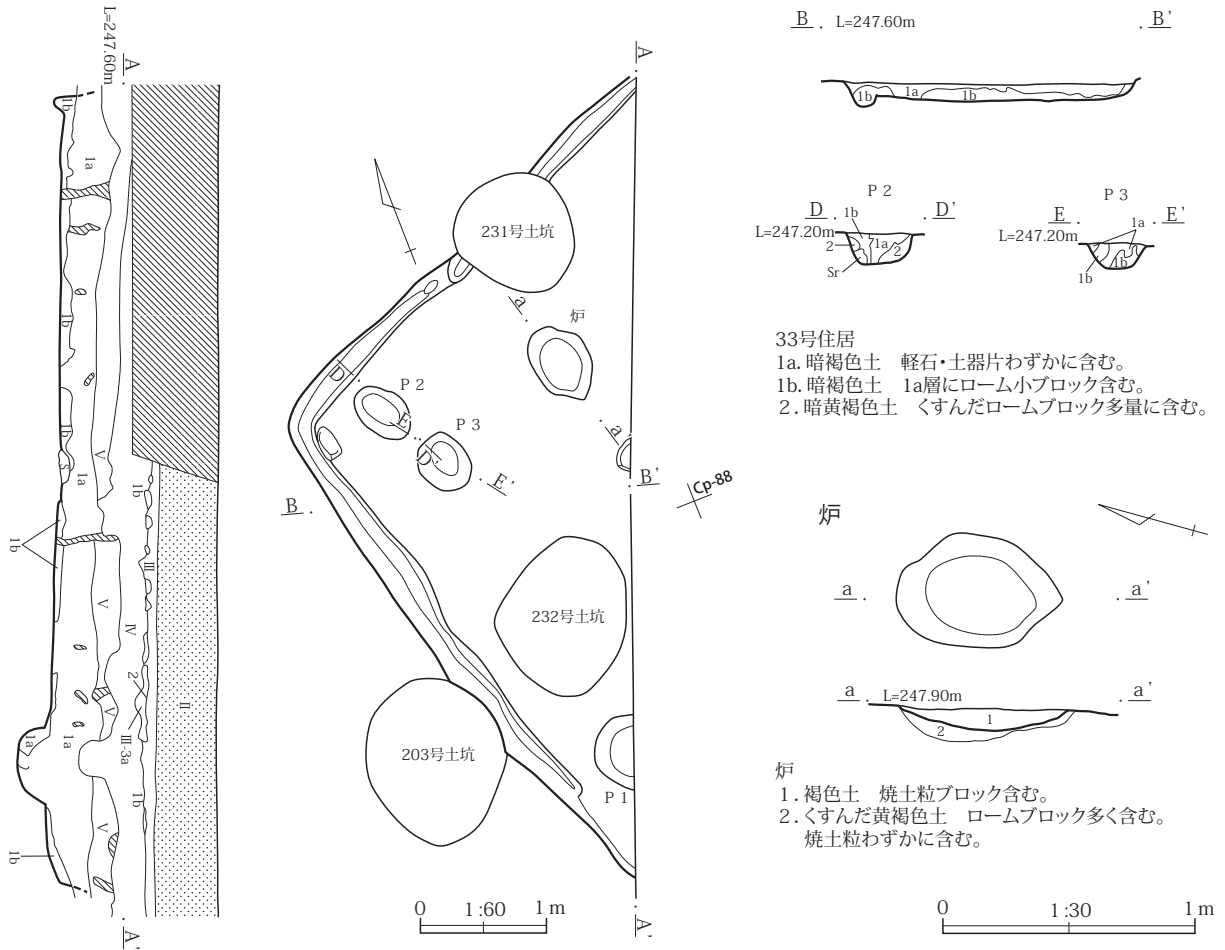 L=247.60m
A
1b
1a
1b
1b
S
1a
V
1b
1b
Ⅲ
V
Ⅳ
2
V
Ⅱ
Ⅲ-3a
1a
1a
1b
V
1b
A'
A
231号土坑
a
炉
D
P 2
E
P 3
D'
a'
E'
B'
B
Cp-88
232号土坑
203号土坑
P 1
0 1:60 1 m
A'
B L=247.60m B'
1b 1a 1b
P 2
D 1b D'
L=247.20m
2 1a 2
Sr
P 3
E 1a E'
L=247.20m
1b 1b
33号住居
1a. 暗褐色土 軽石・土器片わずかに含む。
1b. 暗褐色土 1a層にローム小ブロック含む。
2. 暗黄褐色土 くすんだロームブロック多量に含む。
炉
a a'
a L=247.90m a'
1
2
炉
1. 褐色土 焼土粒ブロック含む。
2. くすんだ黄褐色土 ロームブロック多く含む。
焼土粒わずかに含む。
0 1:30 1 m